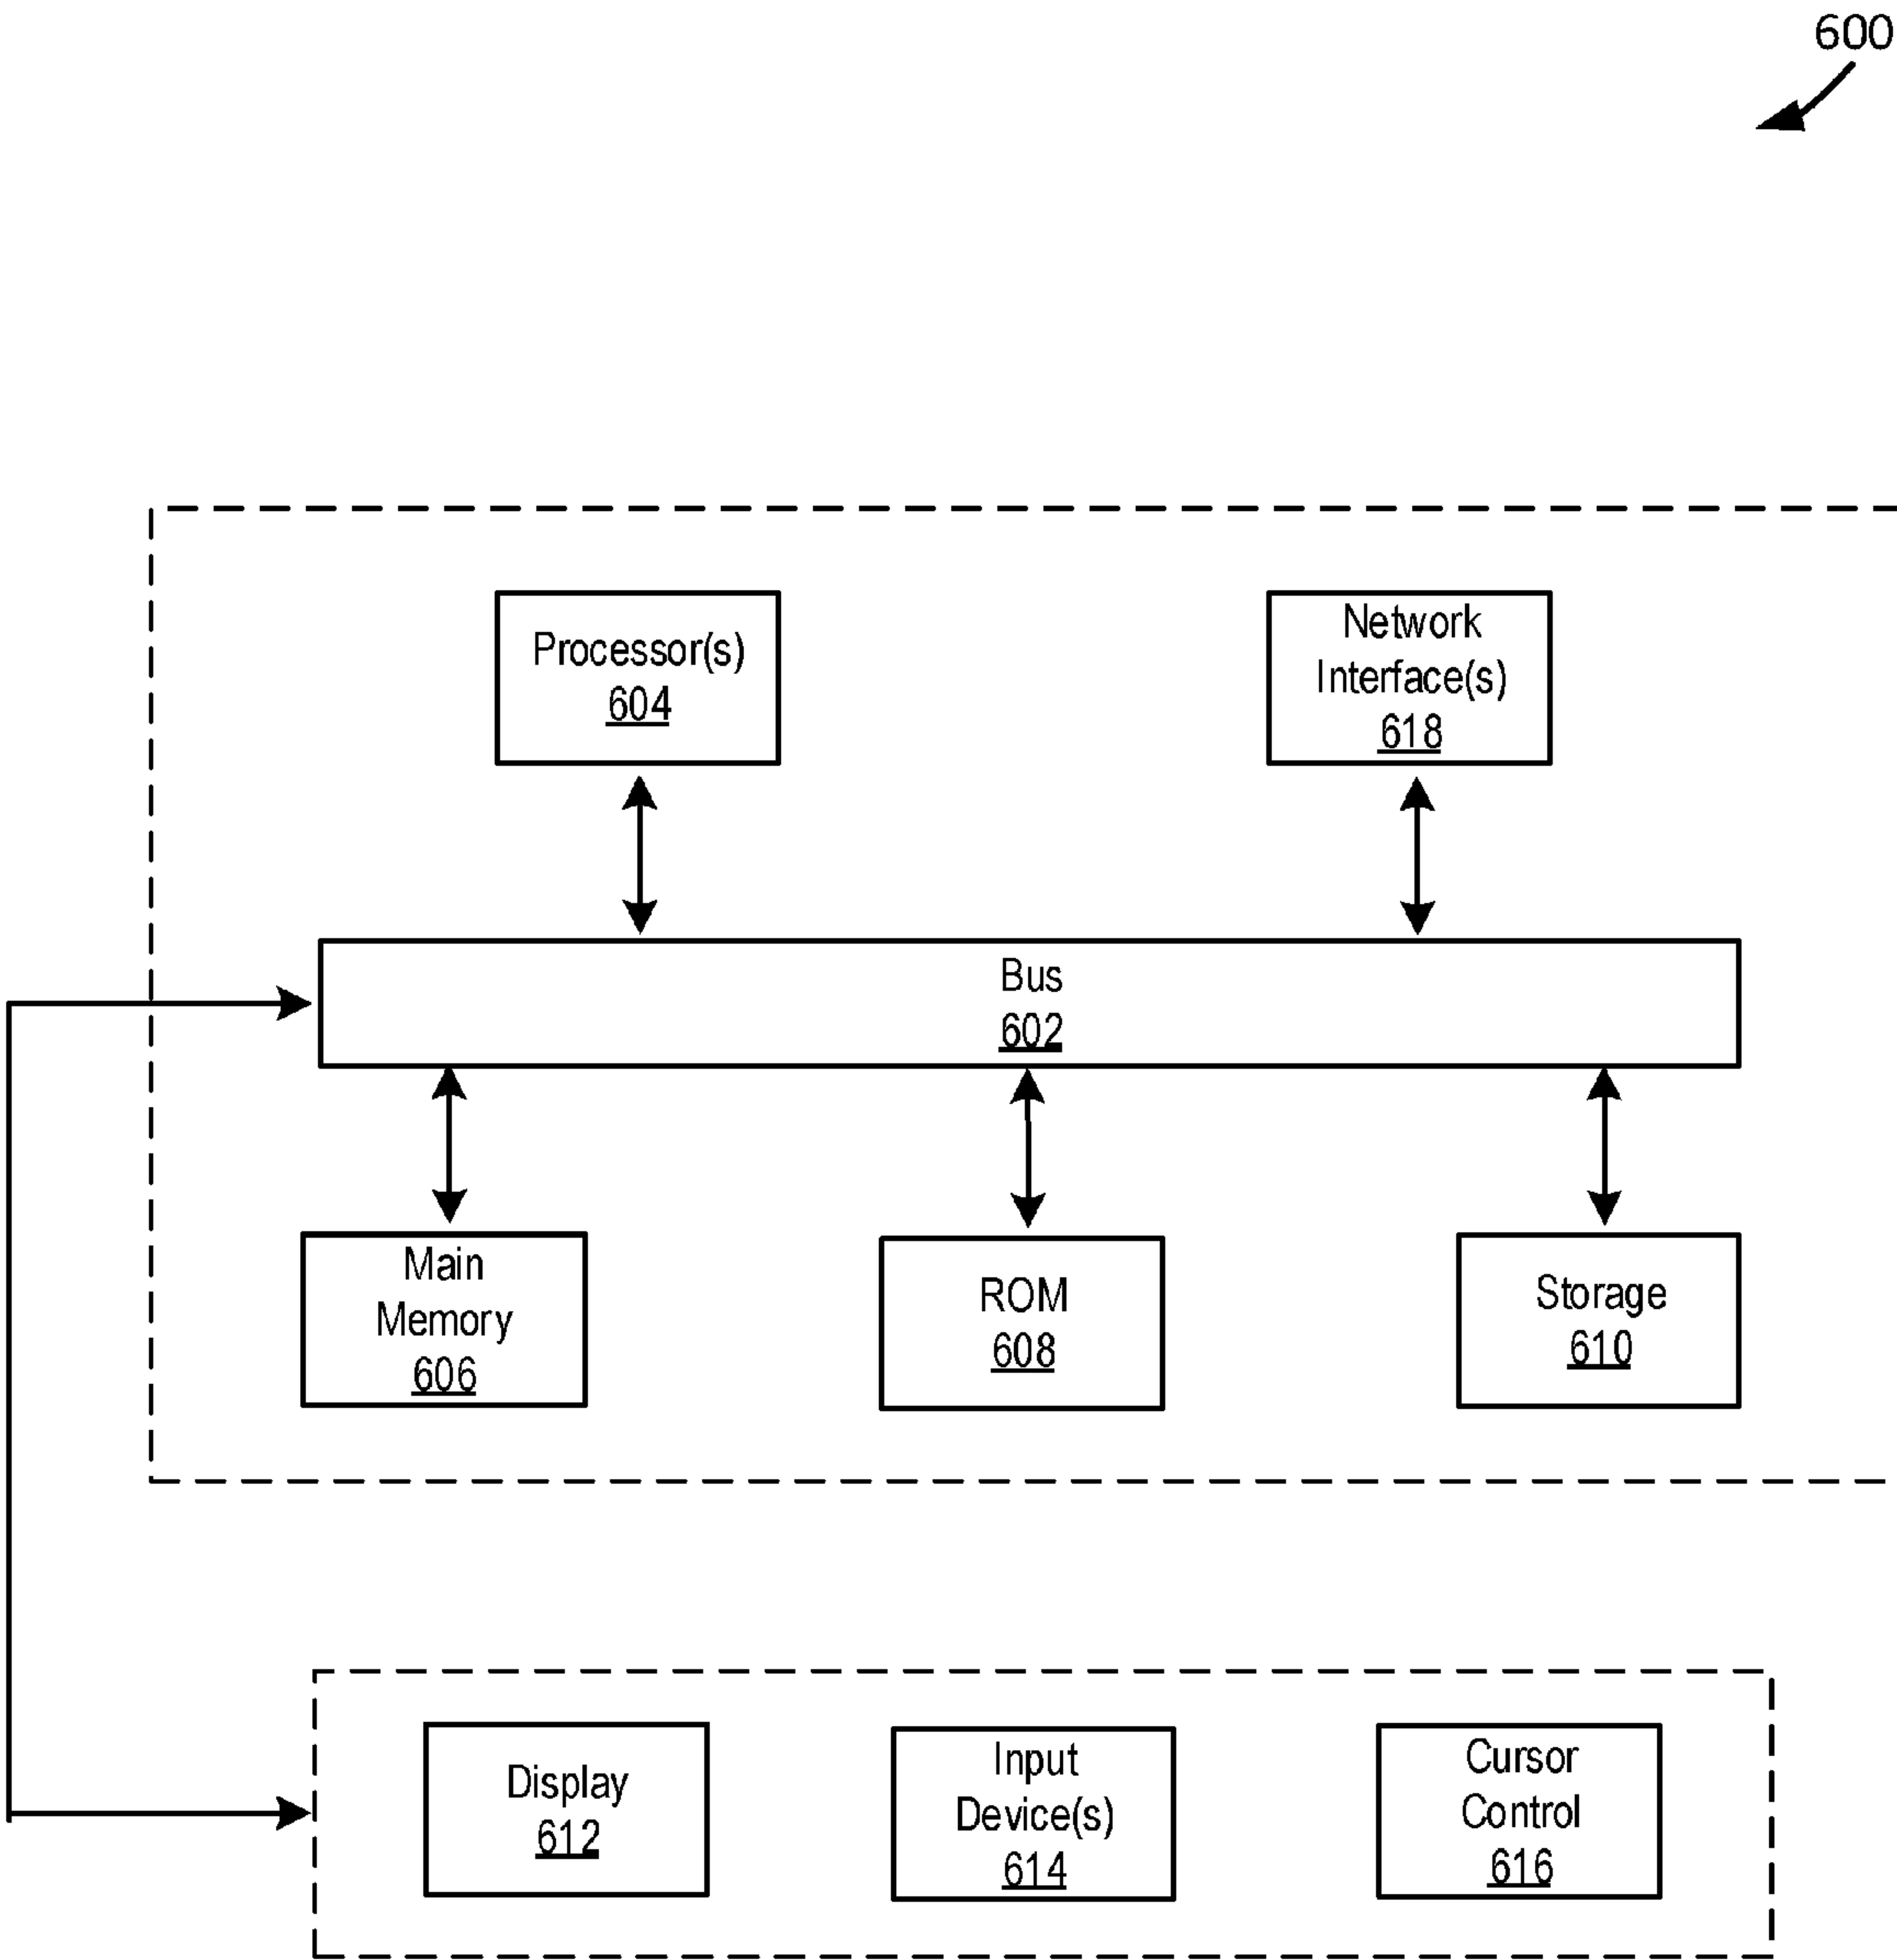 600
Processor(s)
604
Network
Interface(s)
618
Bus
602
Main
Memory
606
ROM
608
Storage
610
Display
612
Input
Device(s)
614
Cursor
Control
616